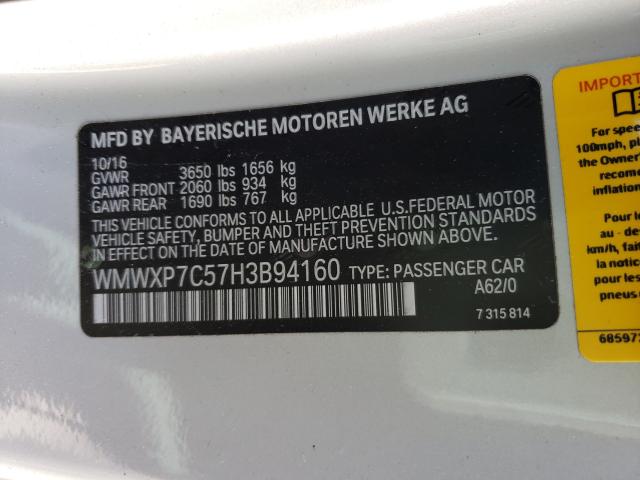 MFD BY BAYERISCHE MOTOREN WERKE AG
10/16
GVWR 3650 lbs 1656 kg
GAWR FRONT 2060 lbs 934 kg
GAWR REAR 1690 lbs 767 kg
THIS VEHICLE CONFORMS TO ALL APPLICABLE U.S.FEDERAL MOTOR
VEHICLE SAFETY, BUMPER, AND THEFT PREVENTION STANDARDS
IN EFFECT ON THE DATE OF MANUFACTURE SHOWN ABOVE.
WMWXP7C57H3B94160 TYPE: PASSENGER CAR
A62/0
7 315 814
IMPORT
For spee
100mph, pl
the Owner
recome
inflation
Pour le
au - de
km/h, fait
la notice
pour les c
pneus
68597